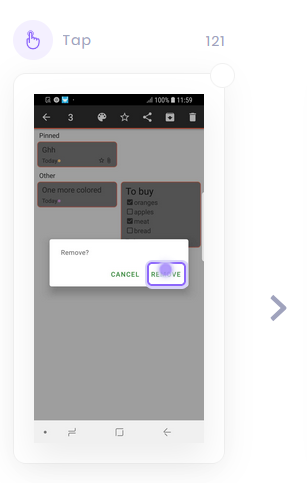 Tap
121
100% 11:59
3
Pinned
Ghh
Today
Other
One more colored
Today
To buy
oranges
apples
meat
bread
Remove?
CANCEL
REMOVE